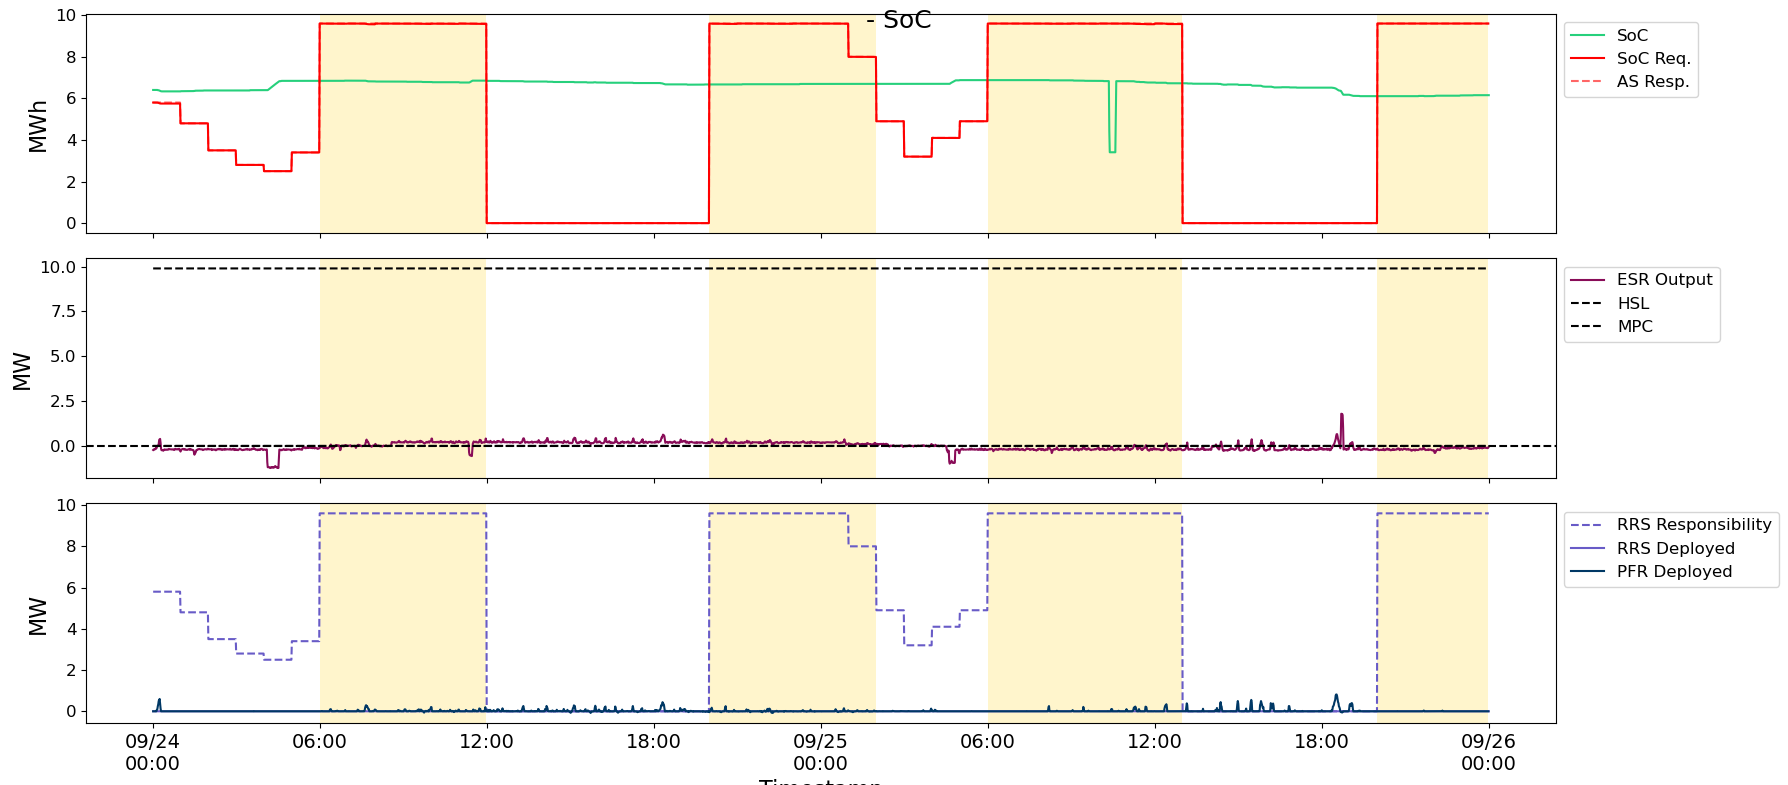 - SoC
10
8
6
4
2
0
MWh
SoC
SoC Req.
AS Resp.
10.0
7.5
5.0
2.5
0.0
MW
ESR Output
HSL
MPC
10
8
6
4
2
0
MW
RRS Responsibility
RRS Deployed
PFR Deployed
09/24 06:00 12:00 18:00 09/25 06:00 12:00 18:00 09/26
00:00 00:00 00:00
Timestamp